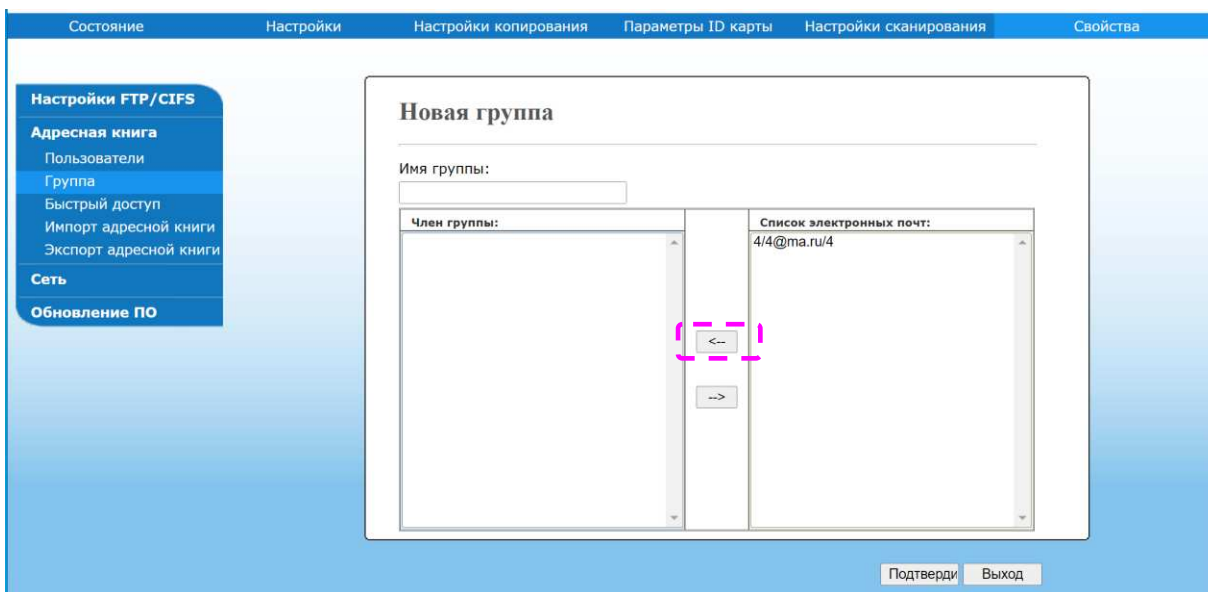 Состояние Настройки Настройки копирования Параметры ID карты Настройки сканирования Свойства
Настройки FTP/CIFS
Адресная книга
Пользователи
Группа
Быстрый доступ
Импорт адресной книги
Экспорт адресной книги
Сеть
Обновление ПО
Новая группа
Имя группы:
Член группы:
Список электронных почт:
4/4@ma.ru/4
<--
-->
Подтверди Выход